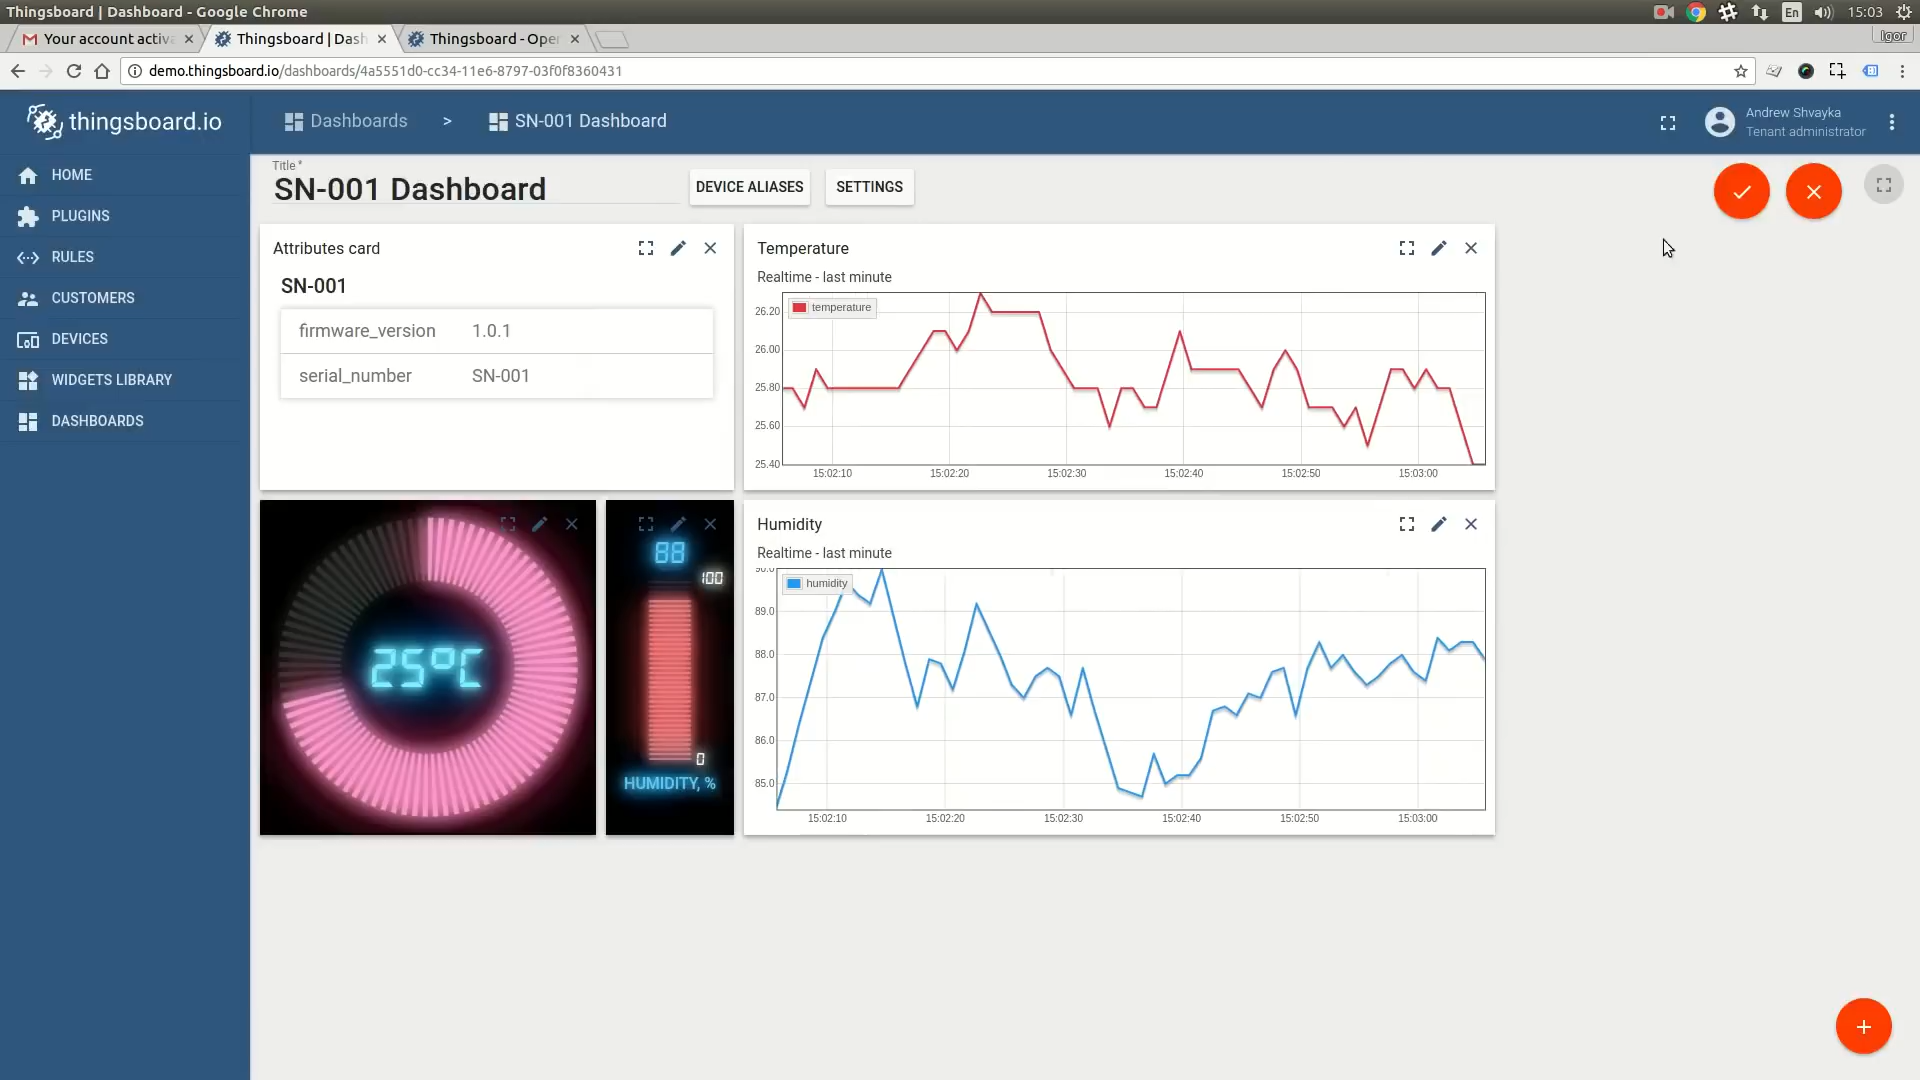 Thingsboard | Dashboard - Google Chrome
En
15:03
Your account activa
Thingsboard | Dash
Thingsboard - Ope
Igor
demo.thingsboard.io/dashboards/4a5551d0-cc34-11e6-8797-03f0f8360431
thingsboard.io
Dashboards
>
SN-001 Dashboard
Andrew Shvayka
Tenant administrator
HOME
PLUGINS
RULES
CUSTOMERS
DEVICES
WIDGETS LIBRARY
DASHBOARDS
Title *
SN-001 Dashboard
DEVICE ALIASES
SETTINGS
Attributes card
SN-001
firmware_version 1.0.1
serial_number SN-001
Temperature
Realtime - last minute
temperature
26.20
26.00
25.80
25.60
25.40
15:02:10 15:02:20 15:02:30 15:02:40 15:02:50 15:03:00
25°C
88
100
0
HUMIDITY, %
Humidity
Realtime - last minute
humidity
90.0
89.0
88.0
87.0
86.0
85.0
15:02:10 15:02:20 15:02:30 15:02:40 15:02:50 15:03:00